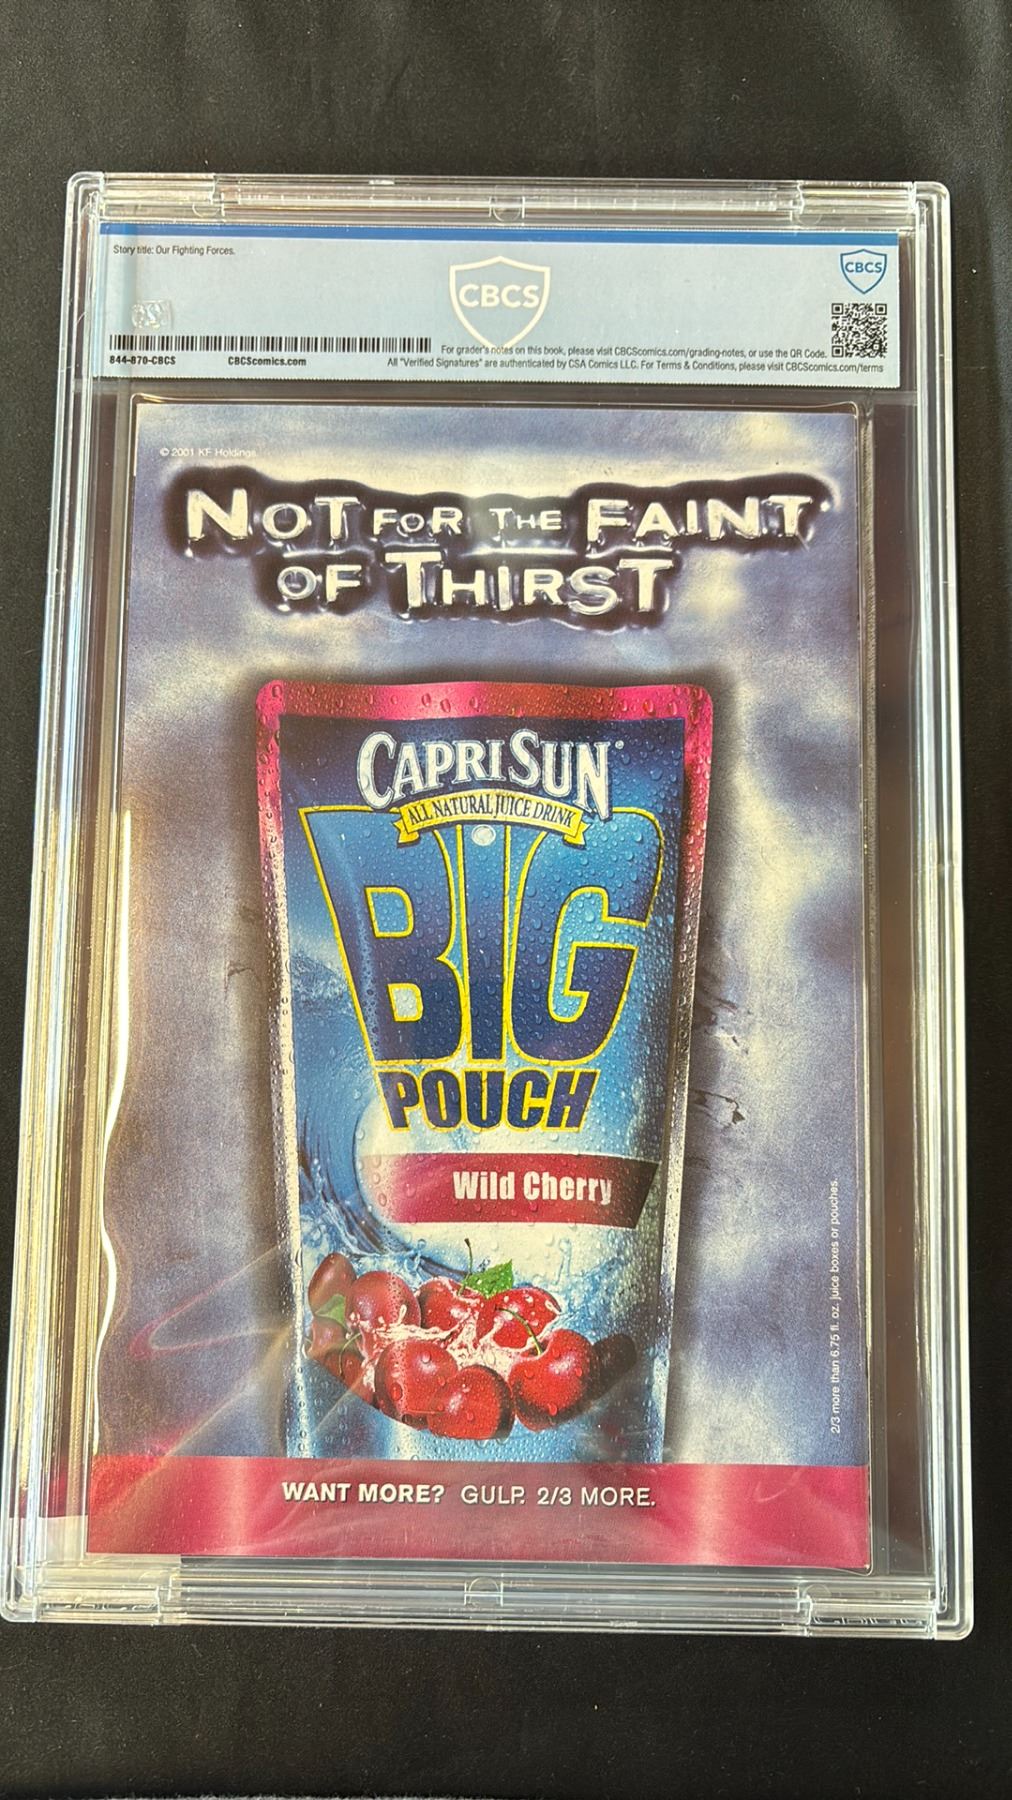 Story title: Our Fighting Forces.
CBCS
CBCS
For grader's notes on this book, please visit CBCScomics.com/grading-notes, or use the QR Code.
844-870-CBCS CBCScomics.com
All "Verified Signatures" are authenticated by CSA Comics LLC. For Terms & Conditions, please visit CBCScomics.com/terms
© 2001 KF Holdings
NOT FOR THE FAINT
OF THIRST
CAPRI SUN®
ALL NATURAL JUICE DRINK
BIG
POUCH
Wild Cherry
2/3 more than 6.75 fl. oz. juice boxes or pouches.
WANT MORE? GULP. 2/3 MORE.